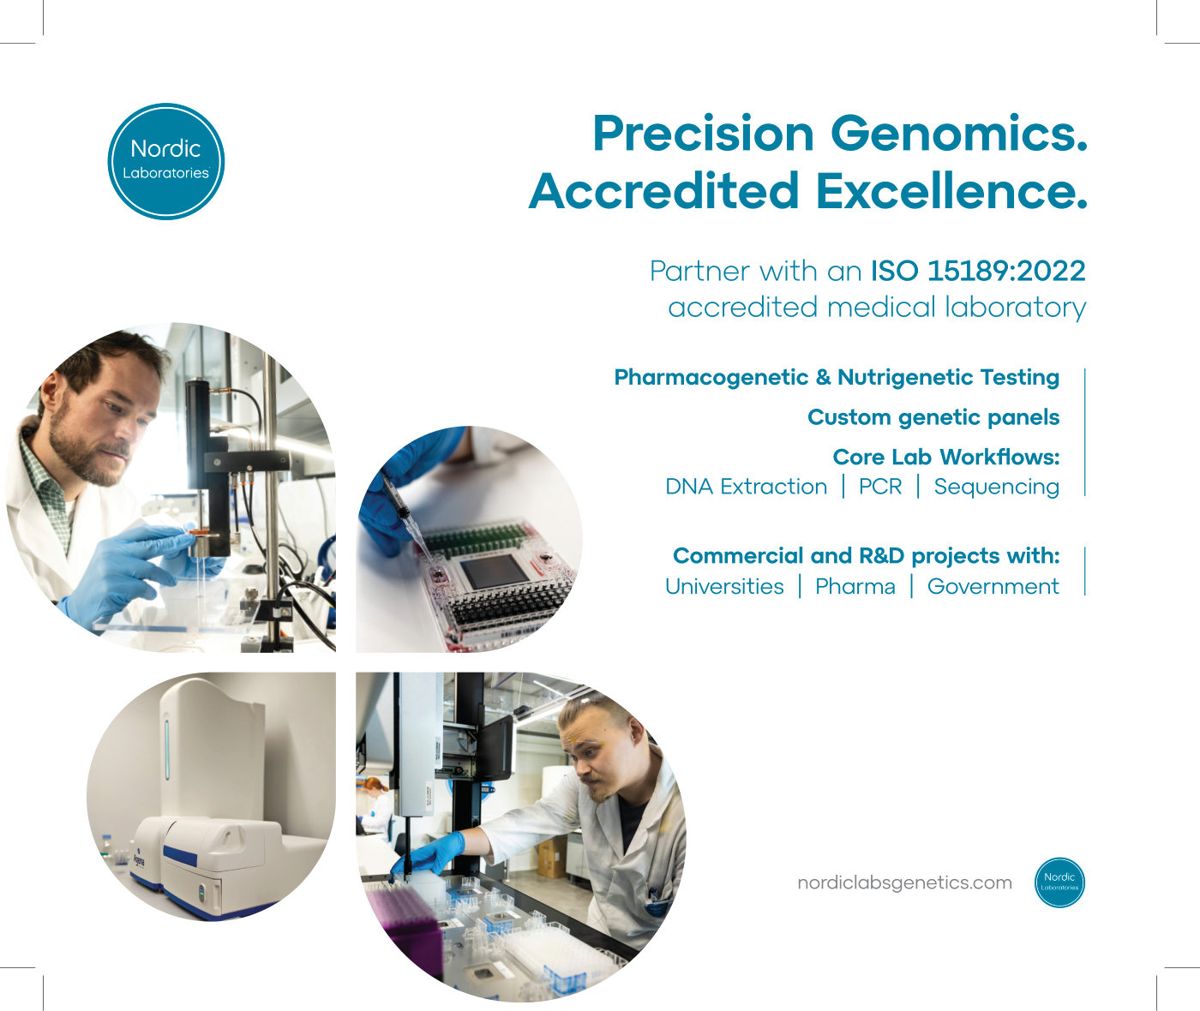 Nordic
Laboratories
Precision Genomics.
Accredited Excellence.
Partner with an ISO 15189:2022
accredited medical laboratory
Pharmacogenetic & Nutrigenetic Testing
Custom genetic panels
Core Lab Workflows:
DNA Extraction | PCR | Sequencing
Commercial and R&D projects with:
Universities | Pharma | Government
nordiclabsgenetics.com
Nordic
Laboratories